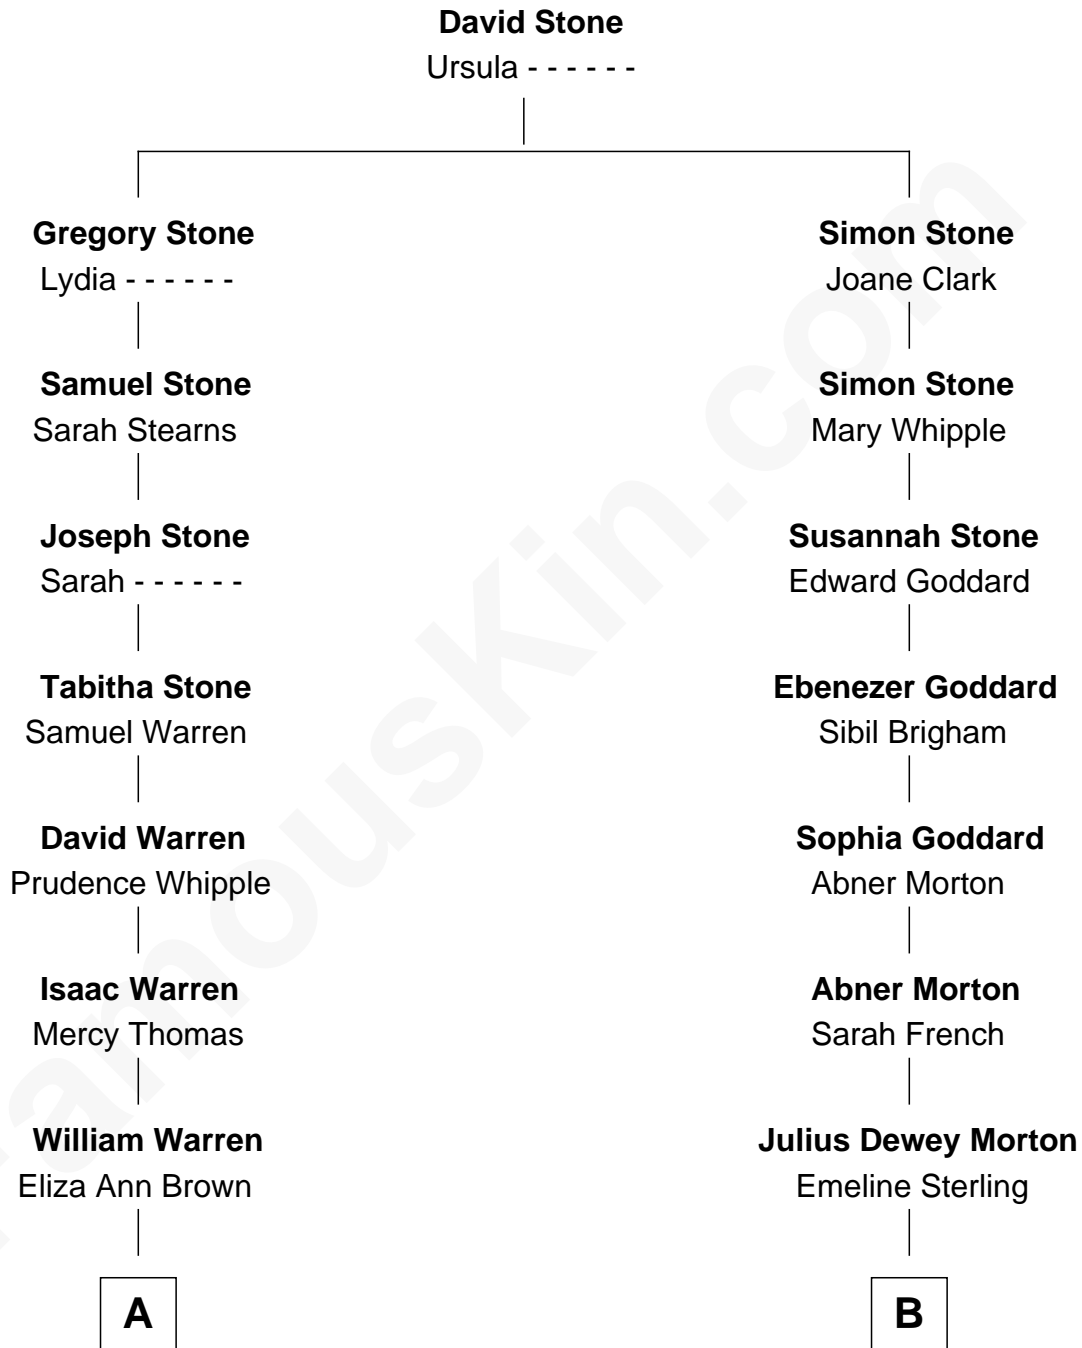 David Stone
Ursula - - - - - -
Gregory Stone
Lydia - - - - - -
Simon Stone
Joane Clark
Samuel Stone
Sarah Stearns
Simon Stone
Mary Whipple
Joseph Stone
Sarah - - - - - -
Susannah Stone
Edward Goddard
Tabitha Stone
Samuel Warren
Ebenezer Goddard
Sibil Brigham
David Warren
Prudence Whipple
Sophia Goddard
Abner Morton
Isaac Warren
Mercy Thomas
Abner Morton
Sarah French
William Warren
Eliza Ann Brown
Julius Dewey Morton
Emeline Sterling
A
B
FamousKin.com